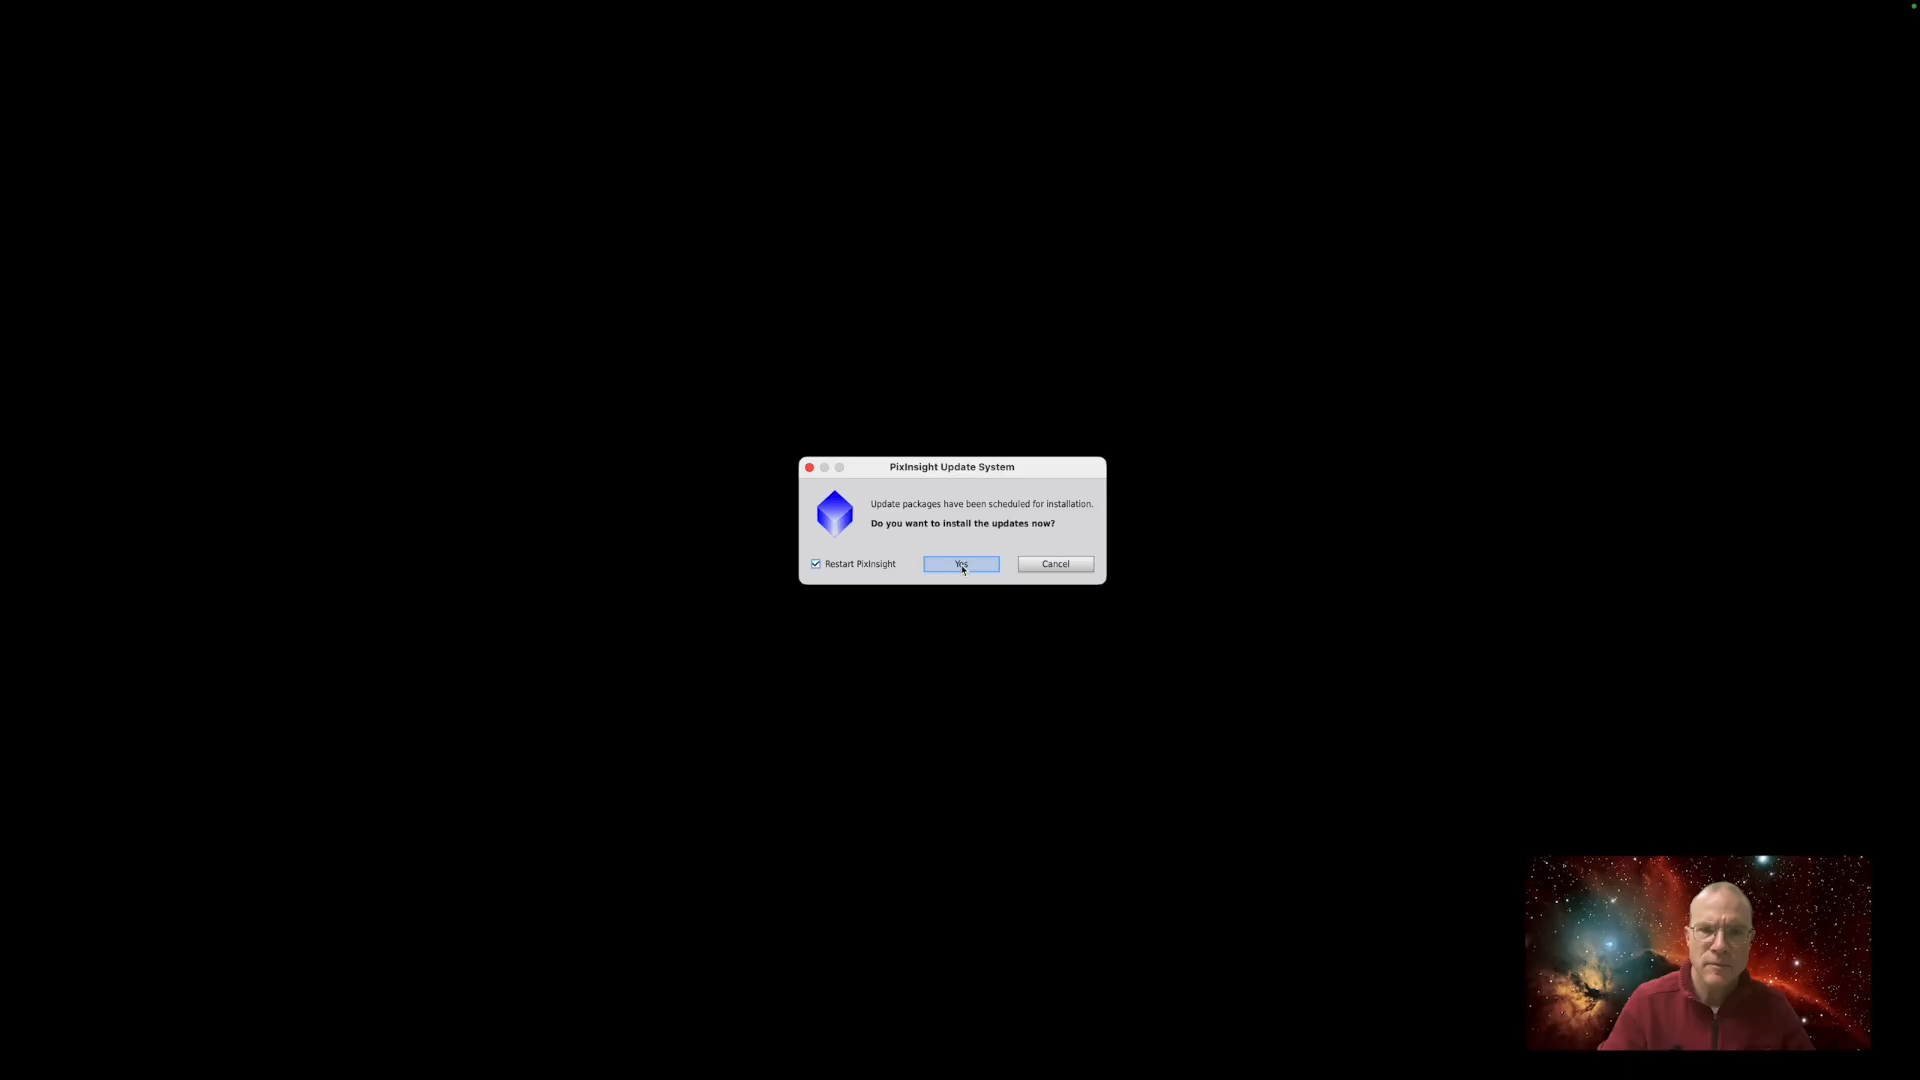 PixInsight Update System
Update packages have been scheduled for installation.
Do you want to install the updates now?
Restart PixInsight
Yes
Cancel